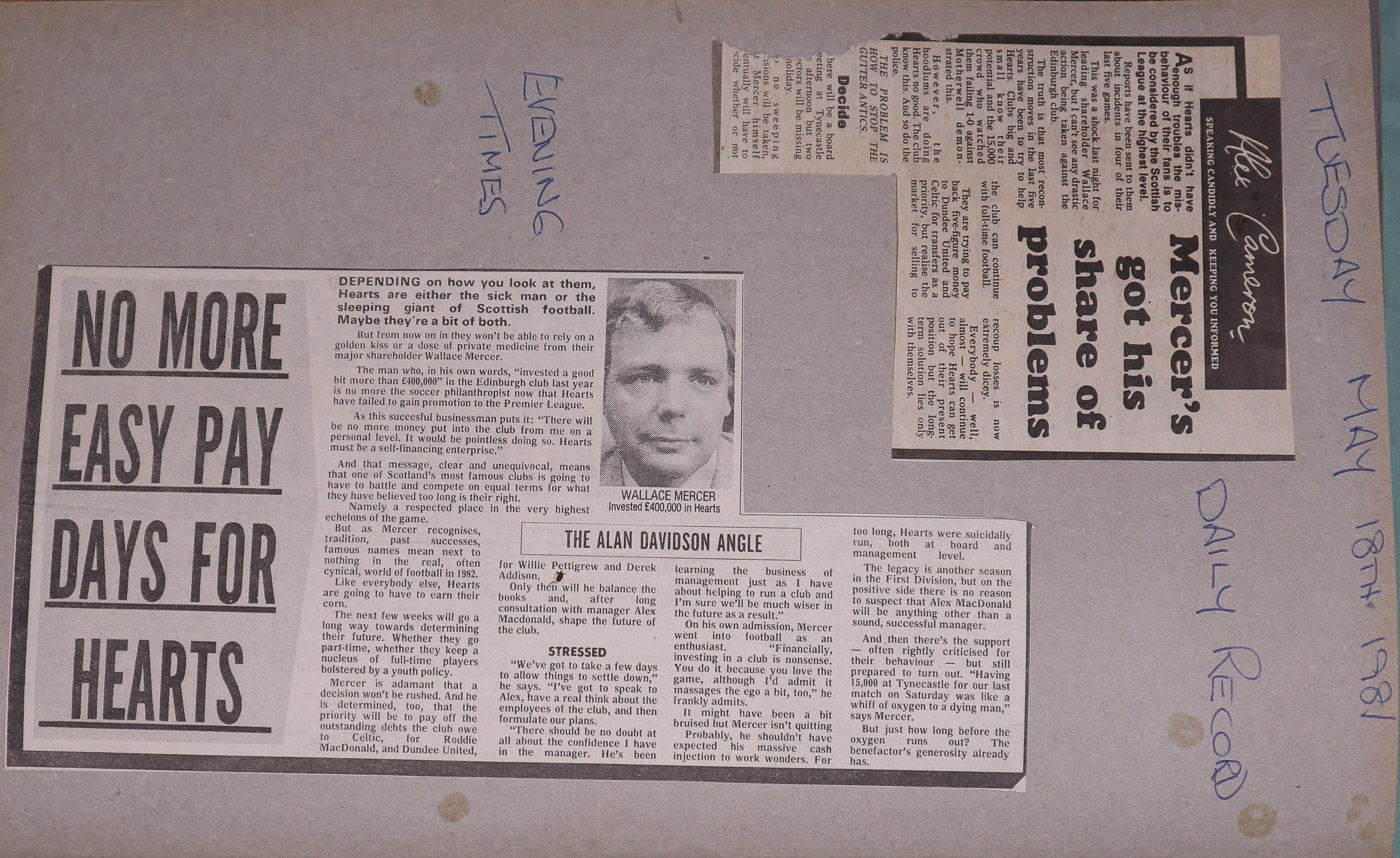 TUESDAY MAY 18TH. 1981
DAILY RECORD
Alex Cameron
SPEAKING CANDIDLY AND KEEPING YOU INFORMED
Mercer's
got his
share of
problems
As if Hearts didn't have
enough troubles the mis-
behaviour of their fans is to
be considered by the Scottish
League at the highest level.
Reports have been sent to them
about incidents in four of their
last five games.
This was a shock last night for
leading shareholder Wallace
Mercer, but I can't see any drastic
action being taken against the
Edinburgh club.
The truth is that most recon-
struction moves in the last five
years have been to try to help
Hearts. Clubs big and
small know their
potential and the 15,000
crowd who watched
them failing 1-0 against
Motherwell demon-
strated this.
However, the
hoodlums are doing
Hearts no good. The club
know this. And so do the
police.
THE PROBLEM IS
HOW TO STOP THE
GUTTER ANTICS.
Decide
here will be a board
eeting at Tynecastle
afternoon but two
ectors will be missing
holiday.
no sweeping
isions will be taken,
t Mercer himself
entually will have to
cide whether or not
the club can continue
with full-time football.
They are trying to pay
back five-figure money
to Dundee United and
Celtic for transfers as a
priority, but realise the
market for selling to
recoup losses is now
extremely dicey.
Everybody — well,
almost — will continue
to hope Hearts can get
out of their present
position but the long-
term solution lies only
with themselves.
EVENING
TIMES
NO MORE
EASY PAY
DAYS FOR
HEARTS
DEPENDING on how you look at them,
Hearts are either the sick man or the
sleeping giant of Scottish football.
Maybe they're a bit of both.
But from now on in they won't be able to rely on a
golden kiss or a dose of private medicine from their
major shareholder Wallace Mercer.
The man who, in his own words, "invested a good
bit more than £400,000" in the Edinburgh club last year
is no more the soccer philanthropist now that Hearts
have failed to gain promotion to the Premier League.
As this succesful businessman puts it: "There will
be no more money put into the club from me on a
personal level. It would be pointless doing so. Hearts
must be a self-financing enterprise."
And that message, clear and unequivocal, means
that one of Scotland's most famous clubs is going to
have to battle and compete on equal terms for what
they have believed too long is their right.
Namely a respected place in the very highest
echelons of the game.
But as Mercer recognises,
tradition, past successes,
famous names mean next to
nothing in the real, often
cynical, world of football in 1982.
Like everybody else, Hearts
are going to have to earn their
corn.
The next few weeks will go a
long way towards determining
their future. Whether they go
part-time, whether they keep a
nucleus of full-time players
bolstered by a youth policy.
Mercer is adamant that a
decision won't be rushed. And he
is determined, too, that the
priority will be to pay off the
outstanding debts the club owe
to Celtic, for Roddie
MacDonald, and Dundee United,
WALLACE MERCER
Invested £400,000 in Hearts
THE ALAN DAVIDSON ANGLE
for Willie Pettigrew and Derek
Addison.
Only then will he balance the
books and, after long
consultation with manager Alex
Macdonald, shape the future of
the club.
STRESSED
"We've got to take a few days
to allow things to settle down,"
he says. "I've got to speak to
Alex, have a real think about the
employees of the club, and then
formulate our plans.
"There should be no doubt at
all about the confidence I have
in the manager. He's been
learning the business of
management just as I have
about helping to run a club and
I'm sure we'll be much wiser in
the future as a result."
On his own admission, Mercer
went into football as an
enthusiast. "Financially,
investing in a club is nonsense.
You do it because you love the
game, although I'd admit it
massages the ego a bit, too," he
frankly admits.
It might have been a bit
bruised but Mercer isn't quitting
Probably, he shouldn't have
expected his massive cash
injection to work wonders. For
too long, Hearts were suicidally
run, both at board and
management level.
The legacy is another season
in the First Division, but on the
positive side there is no reason
to suspect that Alex MacDonald
will be anything other than a
sound, successful manager.
And then there's the support
— often rightly criticised for
their behaviour — but still
prepared to turn out. "Having
15,000 at Tynecastle for our last
match on Saturday was like a
whiff of oxygen to a dying man,"
says Mercer.
But just how long before the
oxygen runs out? The
benefactor's generosity already
has.